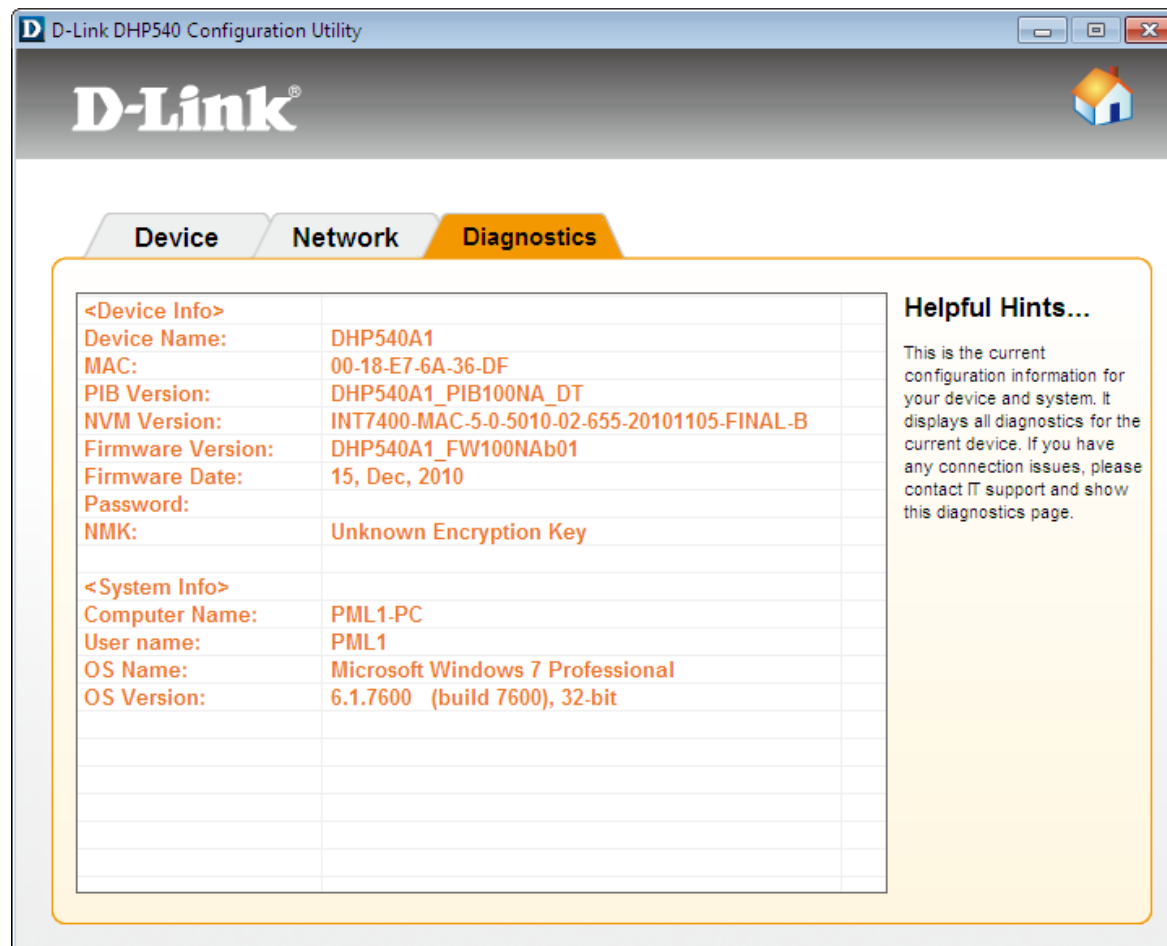 D-Link DHP540 Configuration Utility
D-Link®
Device
Network
Diagnostics
<Device Info>
Device Name: DHP540A1
MAC: 00-18-E7-6A-36-DF
PIB Version: DHP540A1_PIB100NA_DT
NVM Version: INT7400-MAC-5-0-5010-02-655-20101105-FINAL-B
Firmware Version: DHP540A1_FW100NAb01
Firmware Date: 15, Dec, 2010
Password:
NMK: Unknown Encryption Key
<System Info>
Computer Name: PML1-PC
User name: PML1
OS Name: Microsoft Windows 7 Professional
OS Version: 6.1.7600 (build 7600), 32-bit
Helpful Hints...
This is the current
configuration information for
your device and system. It
displays all diagnostics for the
current device. If you have
any connection issues, please
contact IT support and show
this diagnostics page.